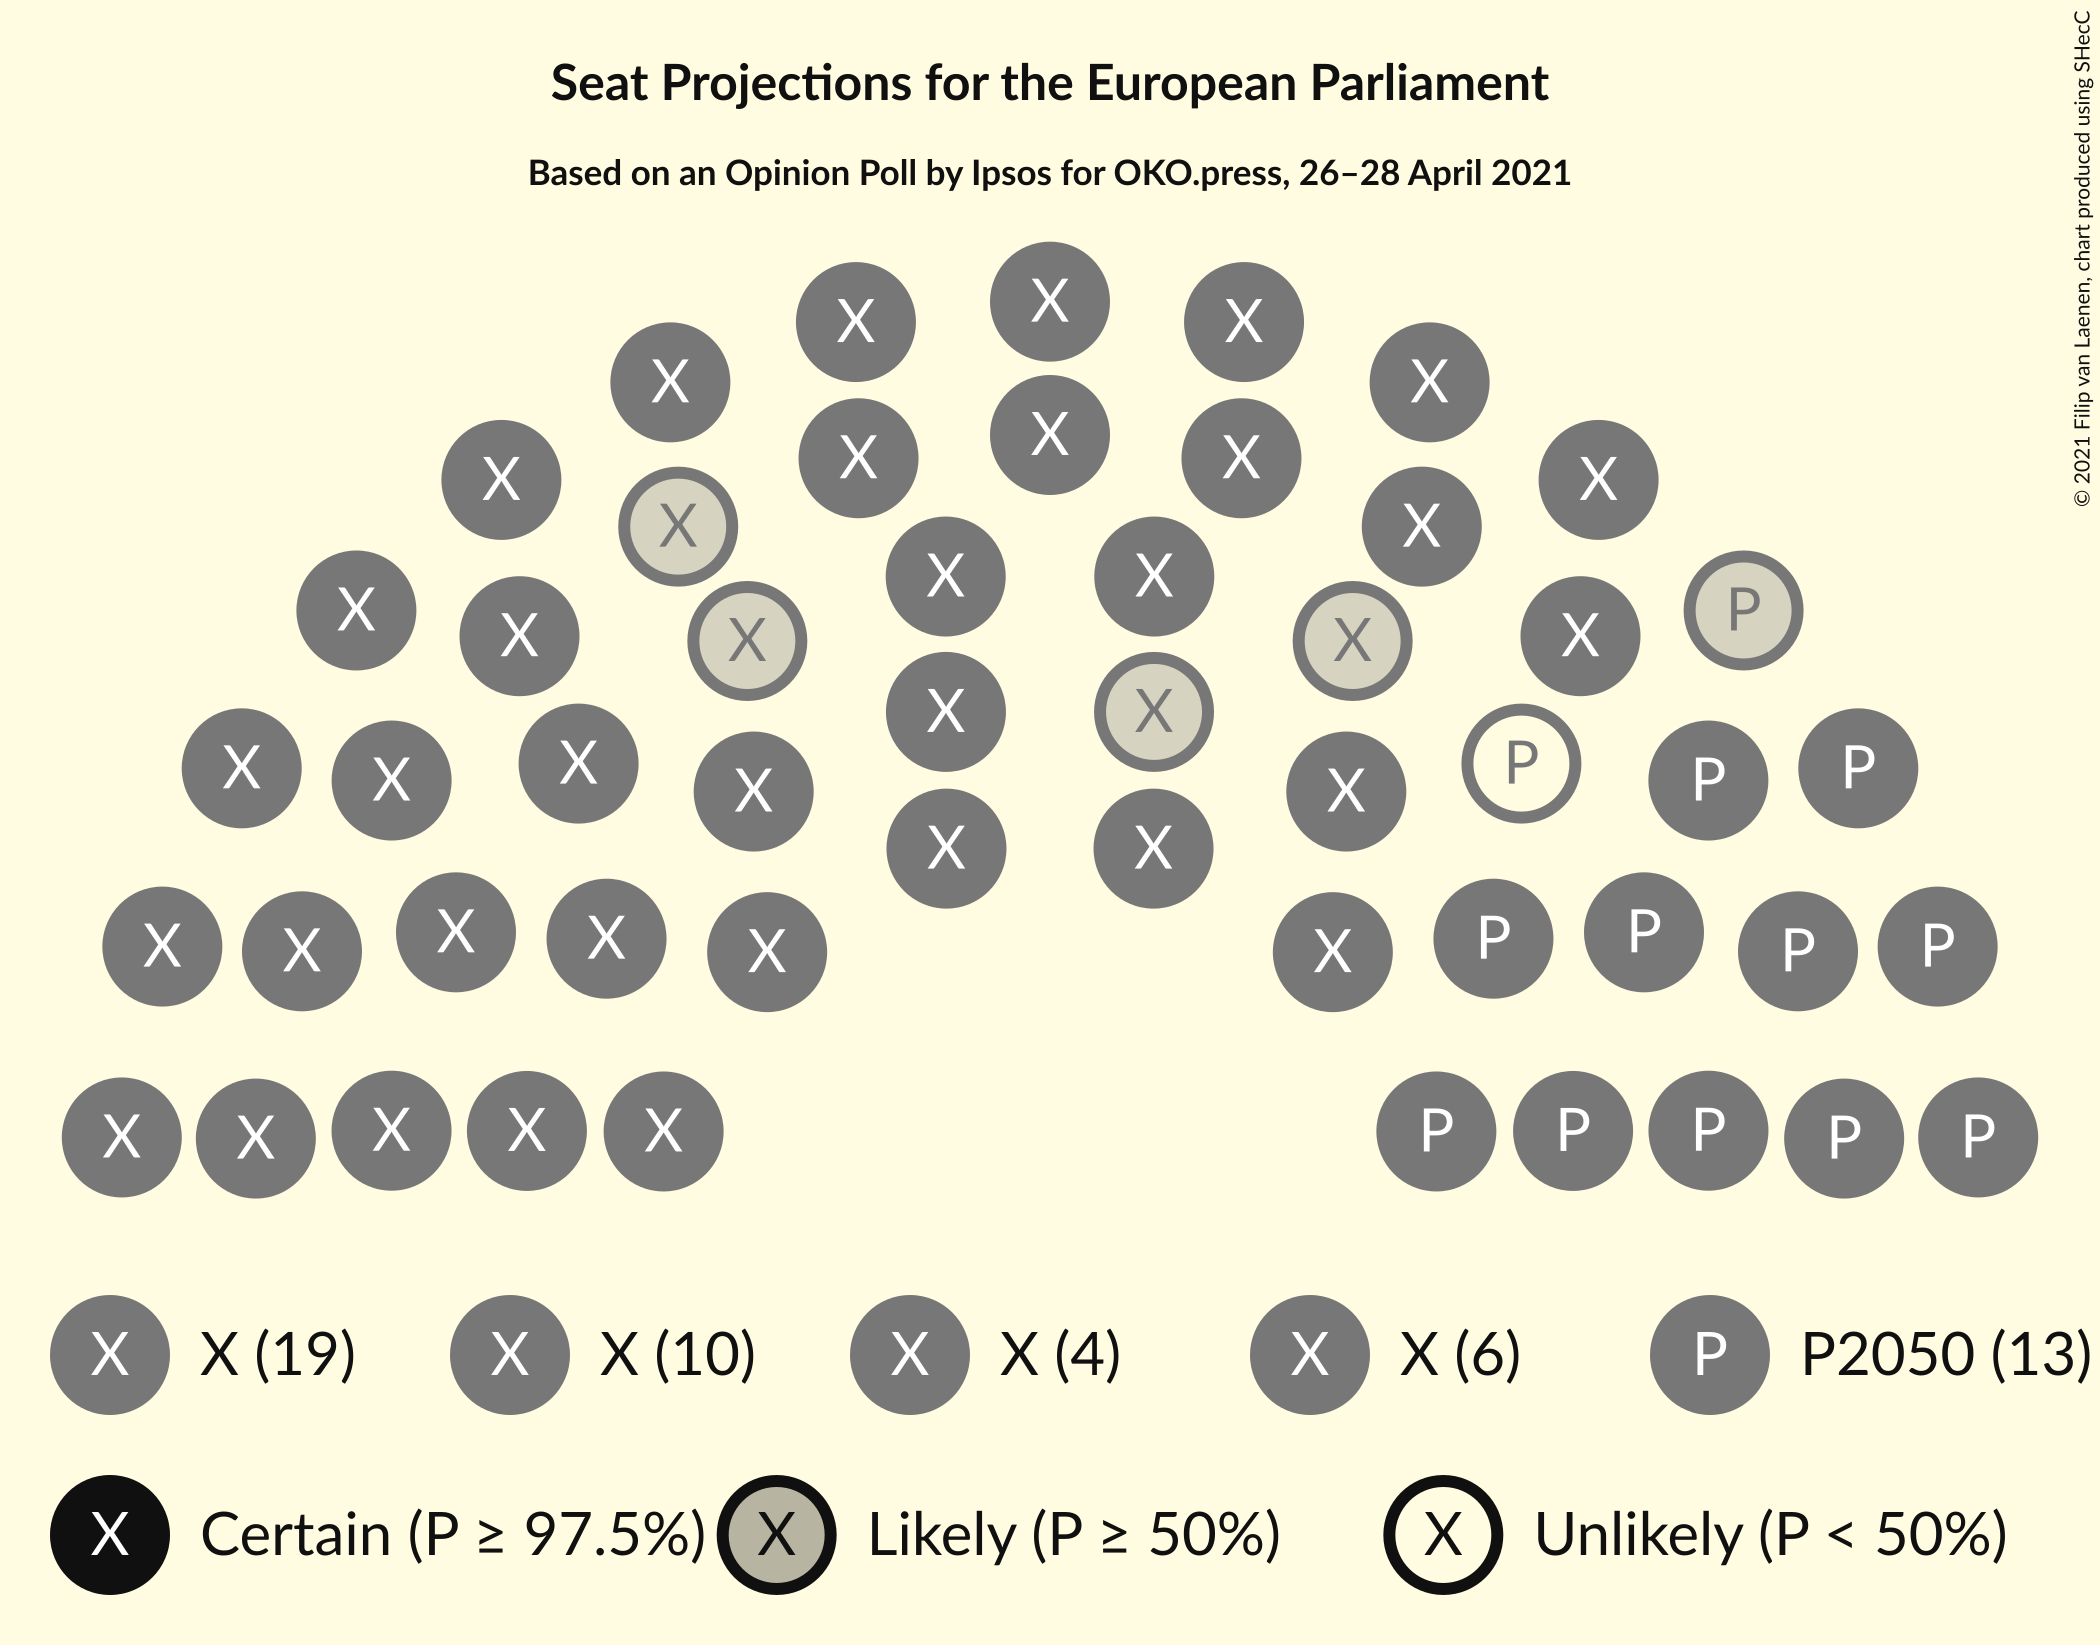 Seat Projections for the European Parliament
Based on an Opinion Poll by Ipsos for OKO.press, 26–28 April 2021
© 2021 Filip van Laenen, chart produced using SHecC
X
X X
X X
X
X X X
X X
X X X X
X X
X X X P
X X
X X
X X X X P P P
X X X
X X
X X X X X X P P P P
X X X X X P P P P P
X X (19) X X (10) X X (4) X X (6) P P2050 (13)
X Certain (P ≥ 97.5%) X Likely (P ≥ 50%) X Unlikely (P < 50%)